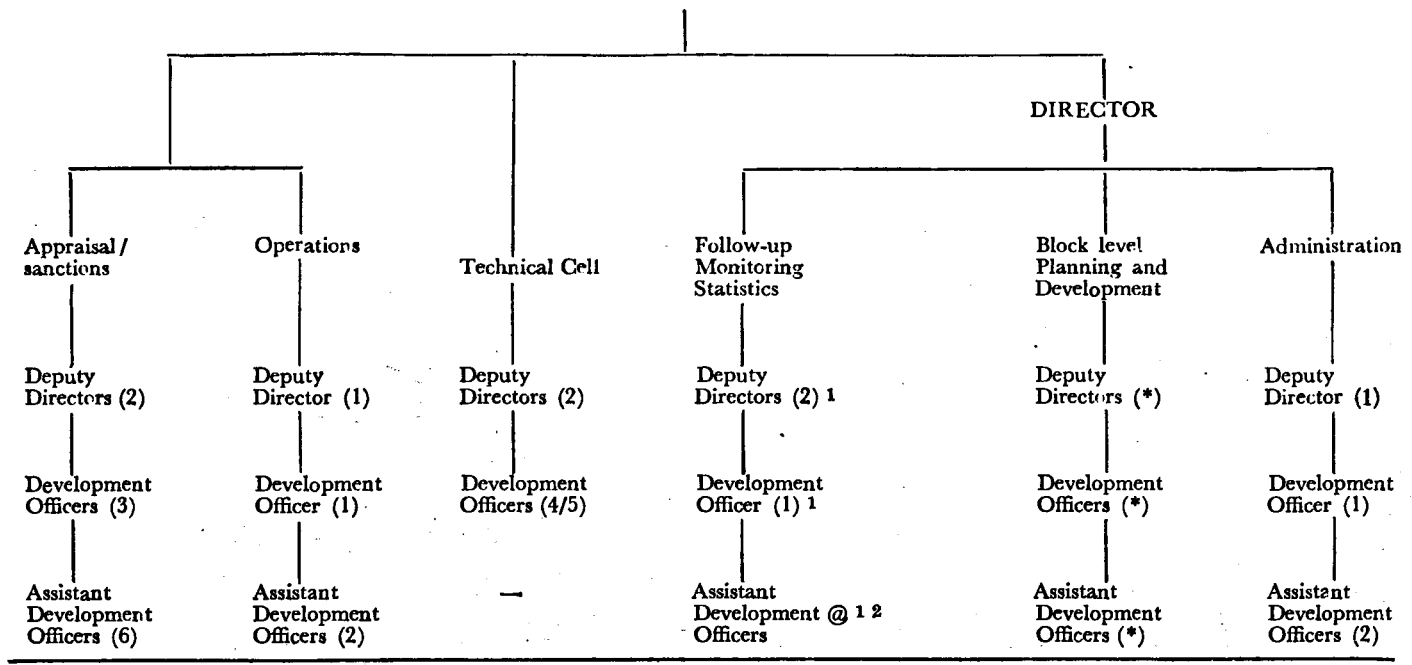 DIRECTOR
Appraisal/
sanctions
Operations
Technical Cell
Follow-up
Monitoring
Statistics
Block level
Planning and
Development
Administration
Deputy
Directors (2)
Deputy
Director (1)
Deputy
Directors (2)
Deputy
Directors (2) 1
Deputy
Directors (*)
Deputy
Director (1)
Development
Officers (3)
Development
Officer (1)
Development
Officers (4/5)
Development
Officer (1) 1
Development
Officers (*)
Development
Officer (1)
Assistant
Development
Officers (6)
Assistant
Development
Officers (2)
—
Assistant
Development @ 1 2
Officers
Assistant
Development
Officers (*)
Assistant
Development
Officers (2)